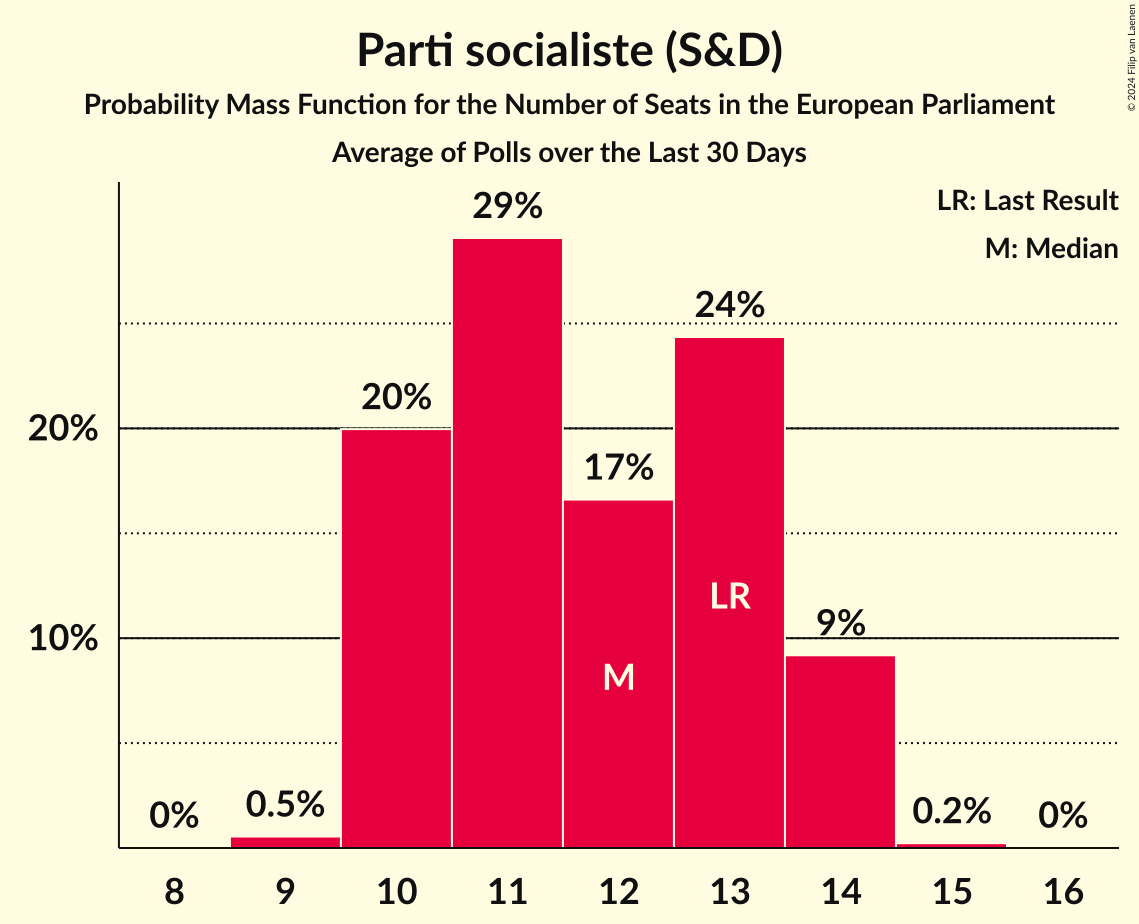 Parti socialiste (S&D)
Probability Mass Function for the Number of Seats in the European Parliament
Average of Polls over the Last 30 Days
© 2024 Filip van Laenen
LR: Last Result
M: Median
29%
24%
20%
20%
17%
LR
9%
10%
M
0%
0.5%
0.2%
0%
8 9 10 11 12 13 14 15 16